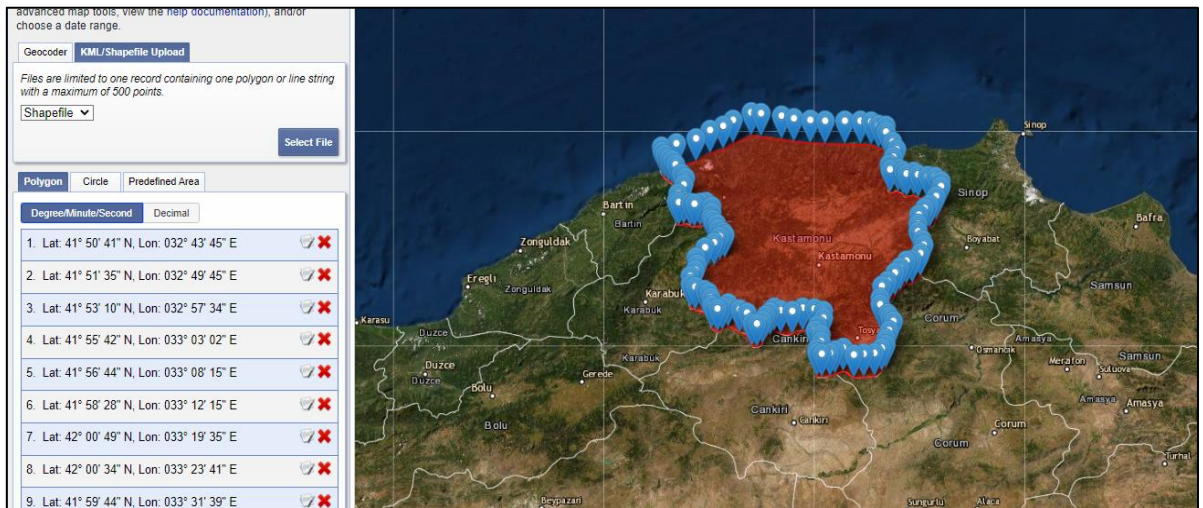 advanced map tools, view the help documentation), and/or
choose a date range.
Geocoder
KML/Shapefile Upload
Files are limited to one record containing one polygon or line string
with a maximum of 500 points.
Shapefile
Select File
Polygon
Circle
Predefined Area
Degree/Minute/Second
Decimal
1. Lat: 41° 50' 41" N, Lon: 032° 43' 45" E
2. Lat: 41° 51' 35" N, Lon: 032° 49' 45" E
3. Lat: 41° 53' 10" N, Lon: 032° 57' 34" E
4. Lat: 41° 55' 42" N, Lon: 033° 03' 02" E
5. Lat: 41° 56' 44" N, Lon: 033° 08' 15" E
6. Lat: 41° 58' 28" N, Lon: 033° 12' 15" E
7. Lat: 42° 00' 49" N, Lon: 033° 19' 35" E
8. Lat: 42° 00' 34" N, Lon: 033° 23' 41" E
9. Lat: 41° 59' 44" N, Lon: 033° 31' 39" E
Sinop
Sinop
Bartin
Bartin
Bafra
Zonguldak
Zonguldak
Kastamonu
Kastamonu
Boyabat
Eregli
Karabuk
Karabuk
Samsun
Karasu
Duzce
Corum
Tosya
Cankiri
Osmancik
Amasya
Merzifon
Samsun
Suluova
Karabuk
Duzce
Duzce
Gerede
Bolu
Bolu
Cankiri
Cankiri
Amasya
Amasya
Corum
Corum
Turhal
Beypazari
Sungurlu
Alaca